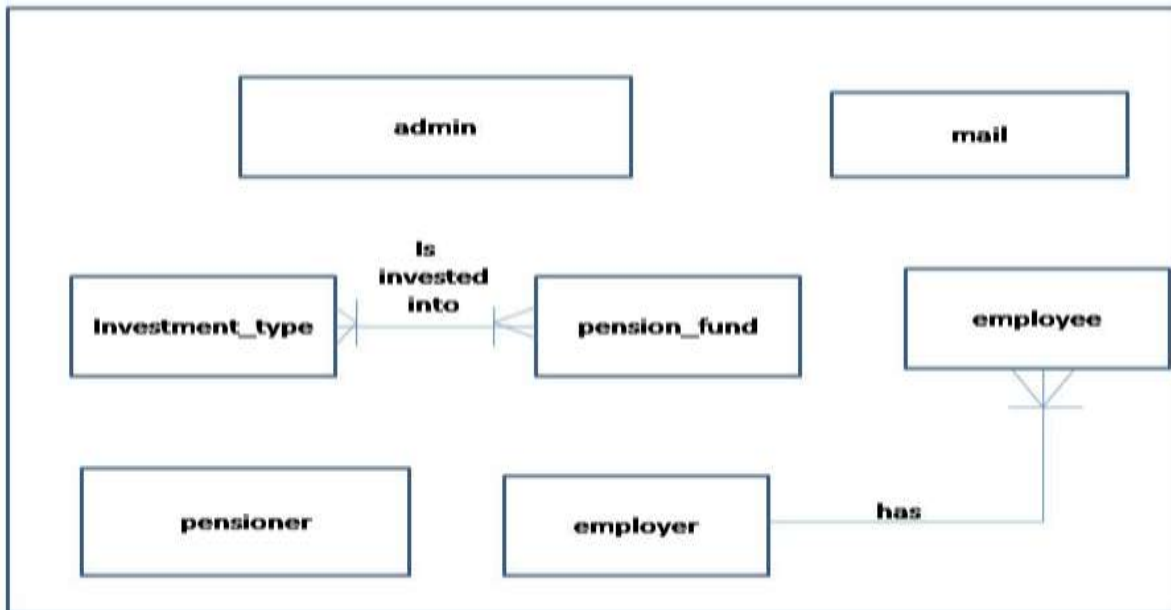 admin
mail
Is
invested
into
Investment_type
pension_fund
employee
pensioner
employer
has